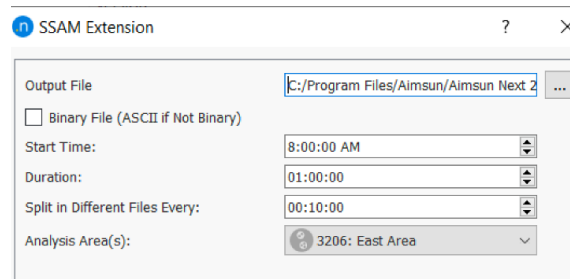 SSAM Extension ? ×
Output File C:/Program Files/Aimsun/Aimsun Next 2 ...
Binary File (ASCII if Not Binary)
Start Time: 8:00:00 AM
Duration: 01:00:00
Split in Different Files Every: 00:10:00
Analysis Area(s): 3206: East Area